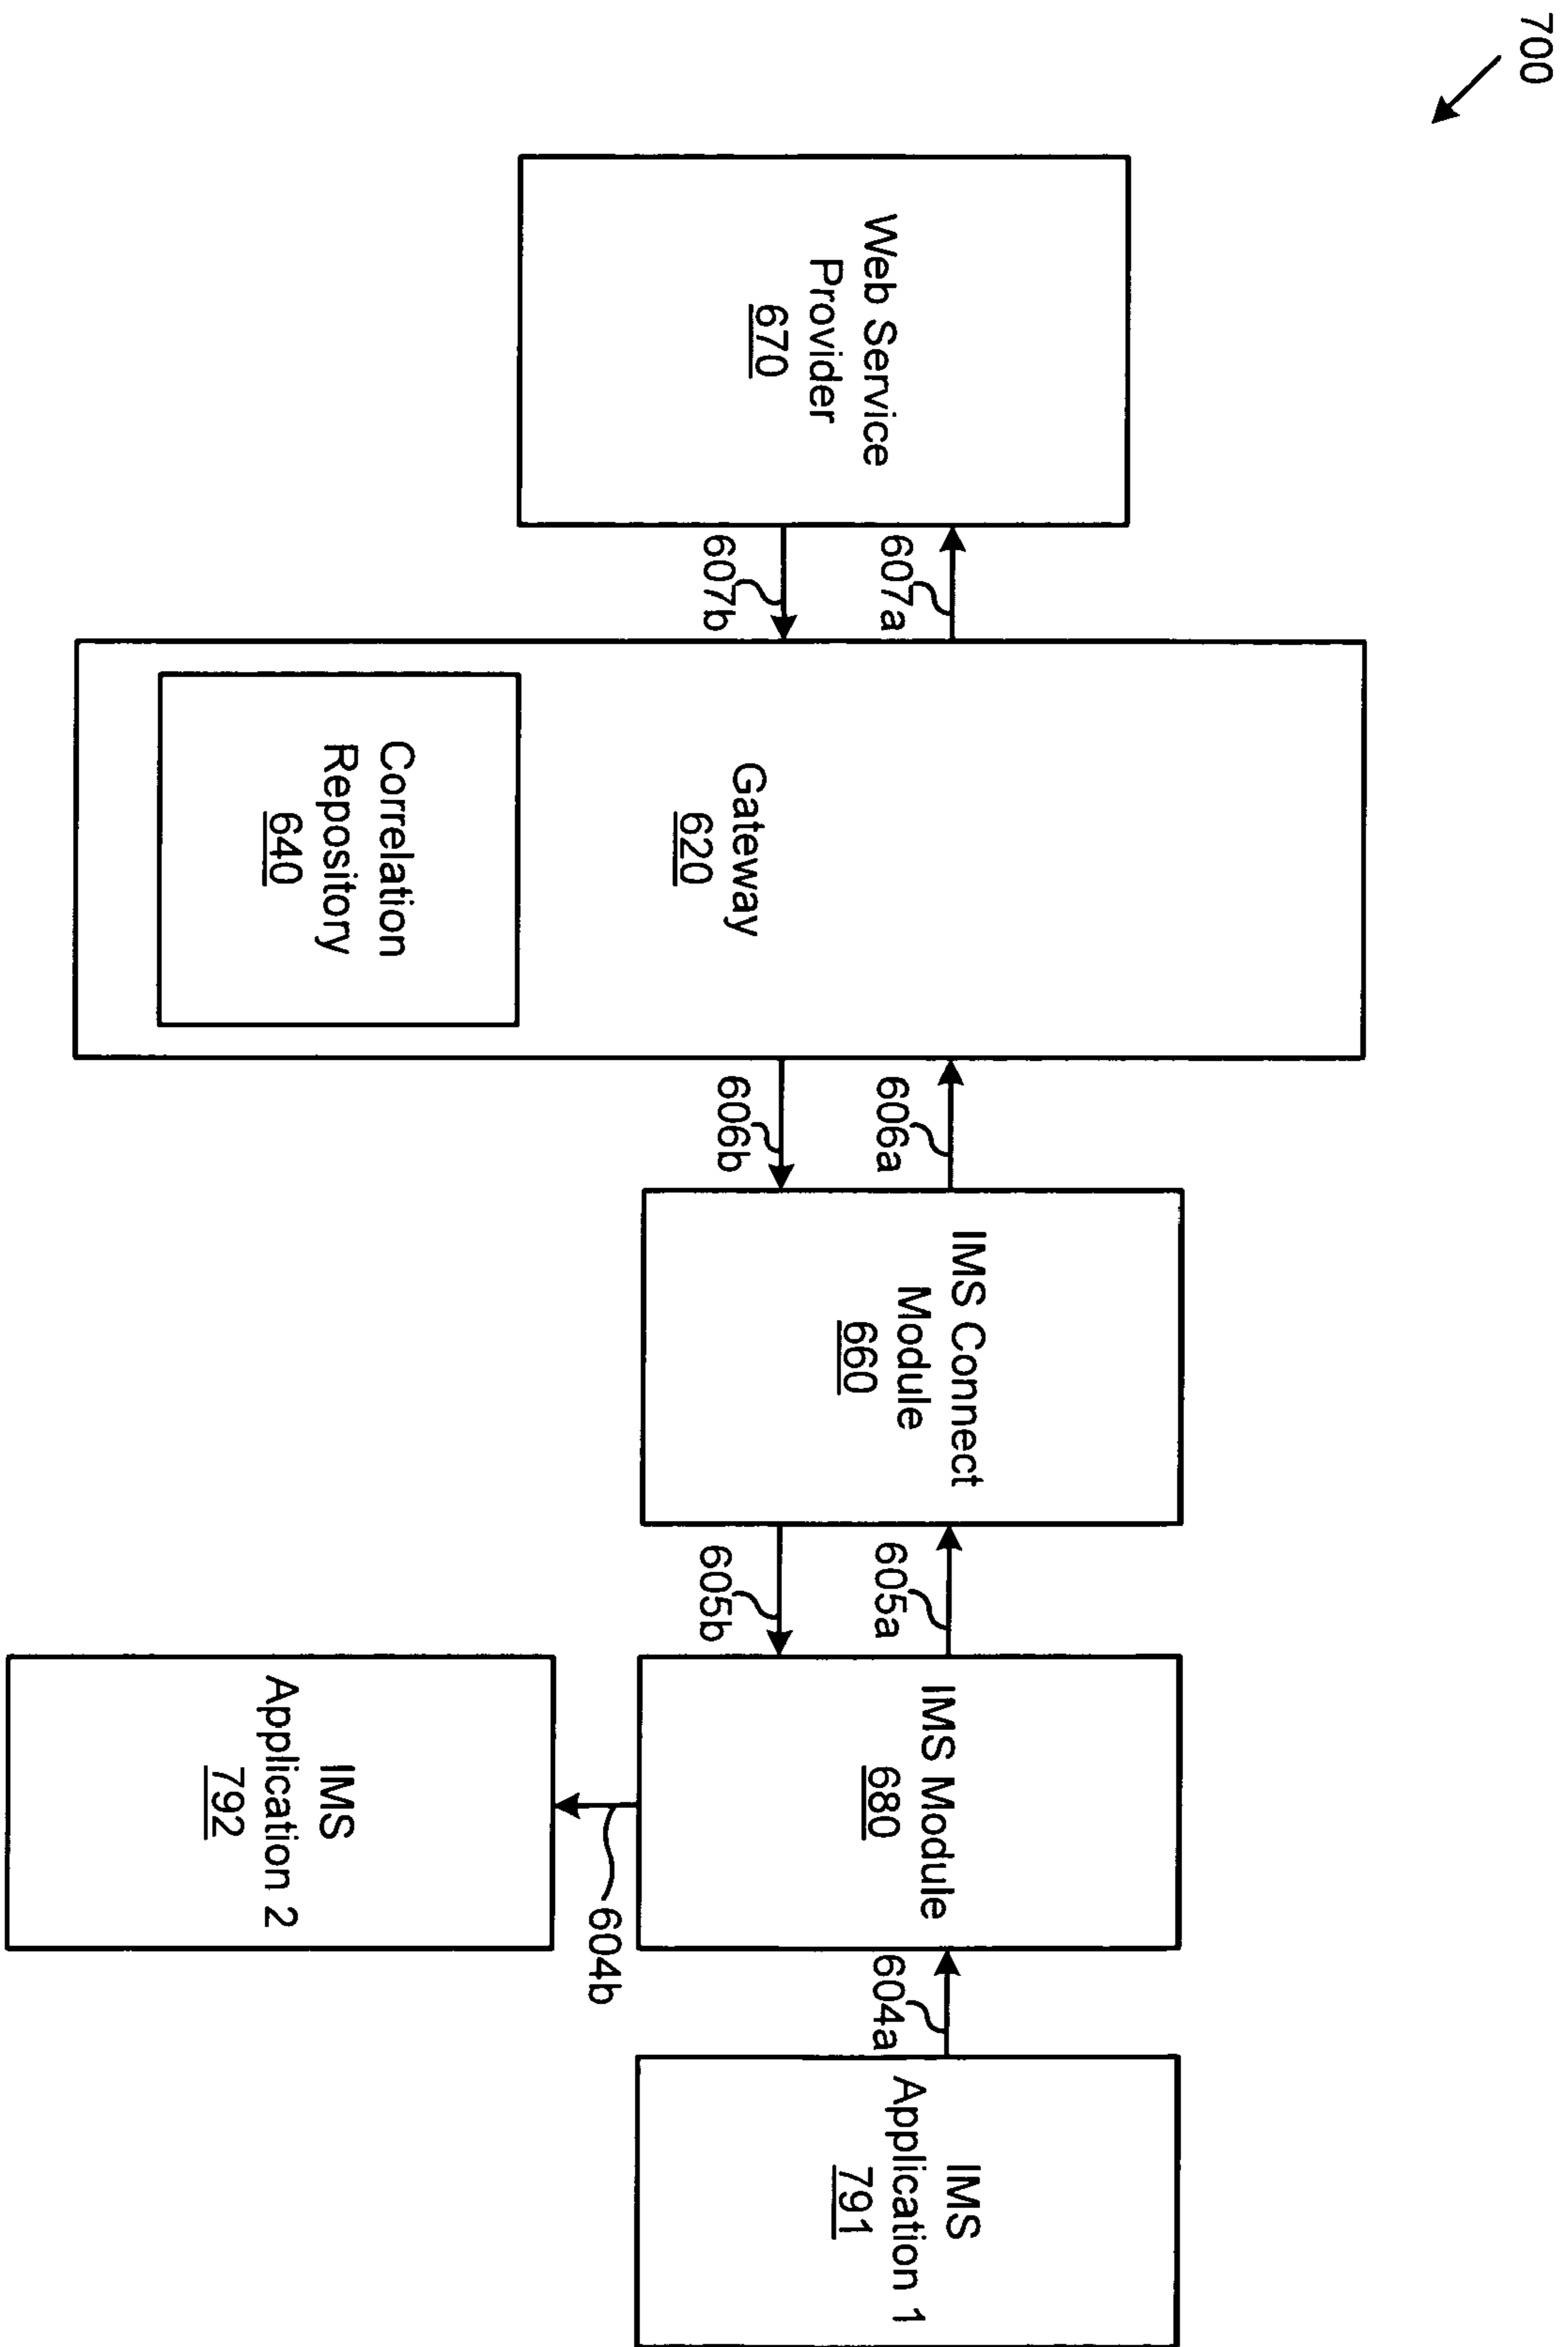 700
Web Service
Provider
670
607a
607b
Gateway
620
Correlation
Repository
640
606a
606b
IMS Connect
Module
660
605a
605b
IMS Module
680
604a
604b
IMS
Application 1
791
IMS
Application 2
792